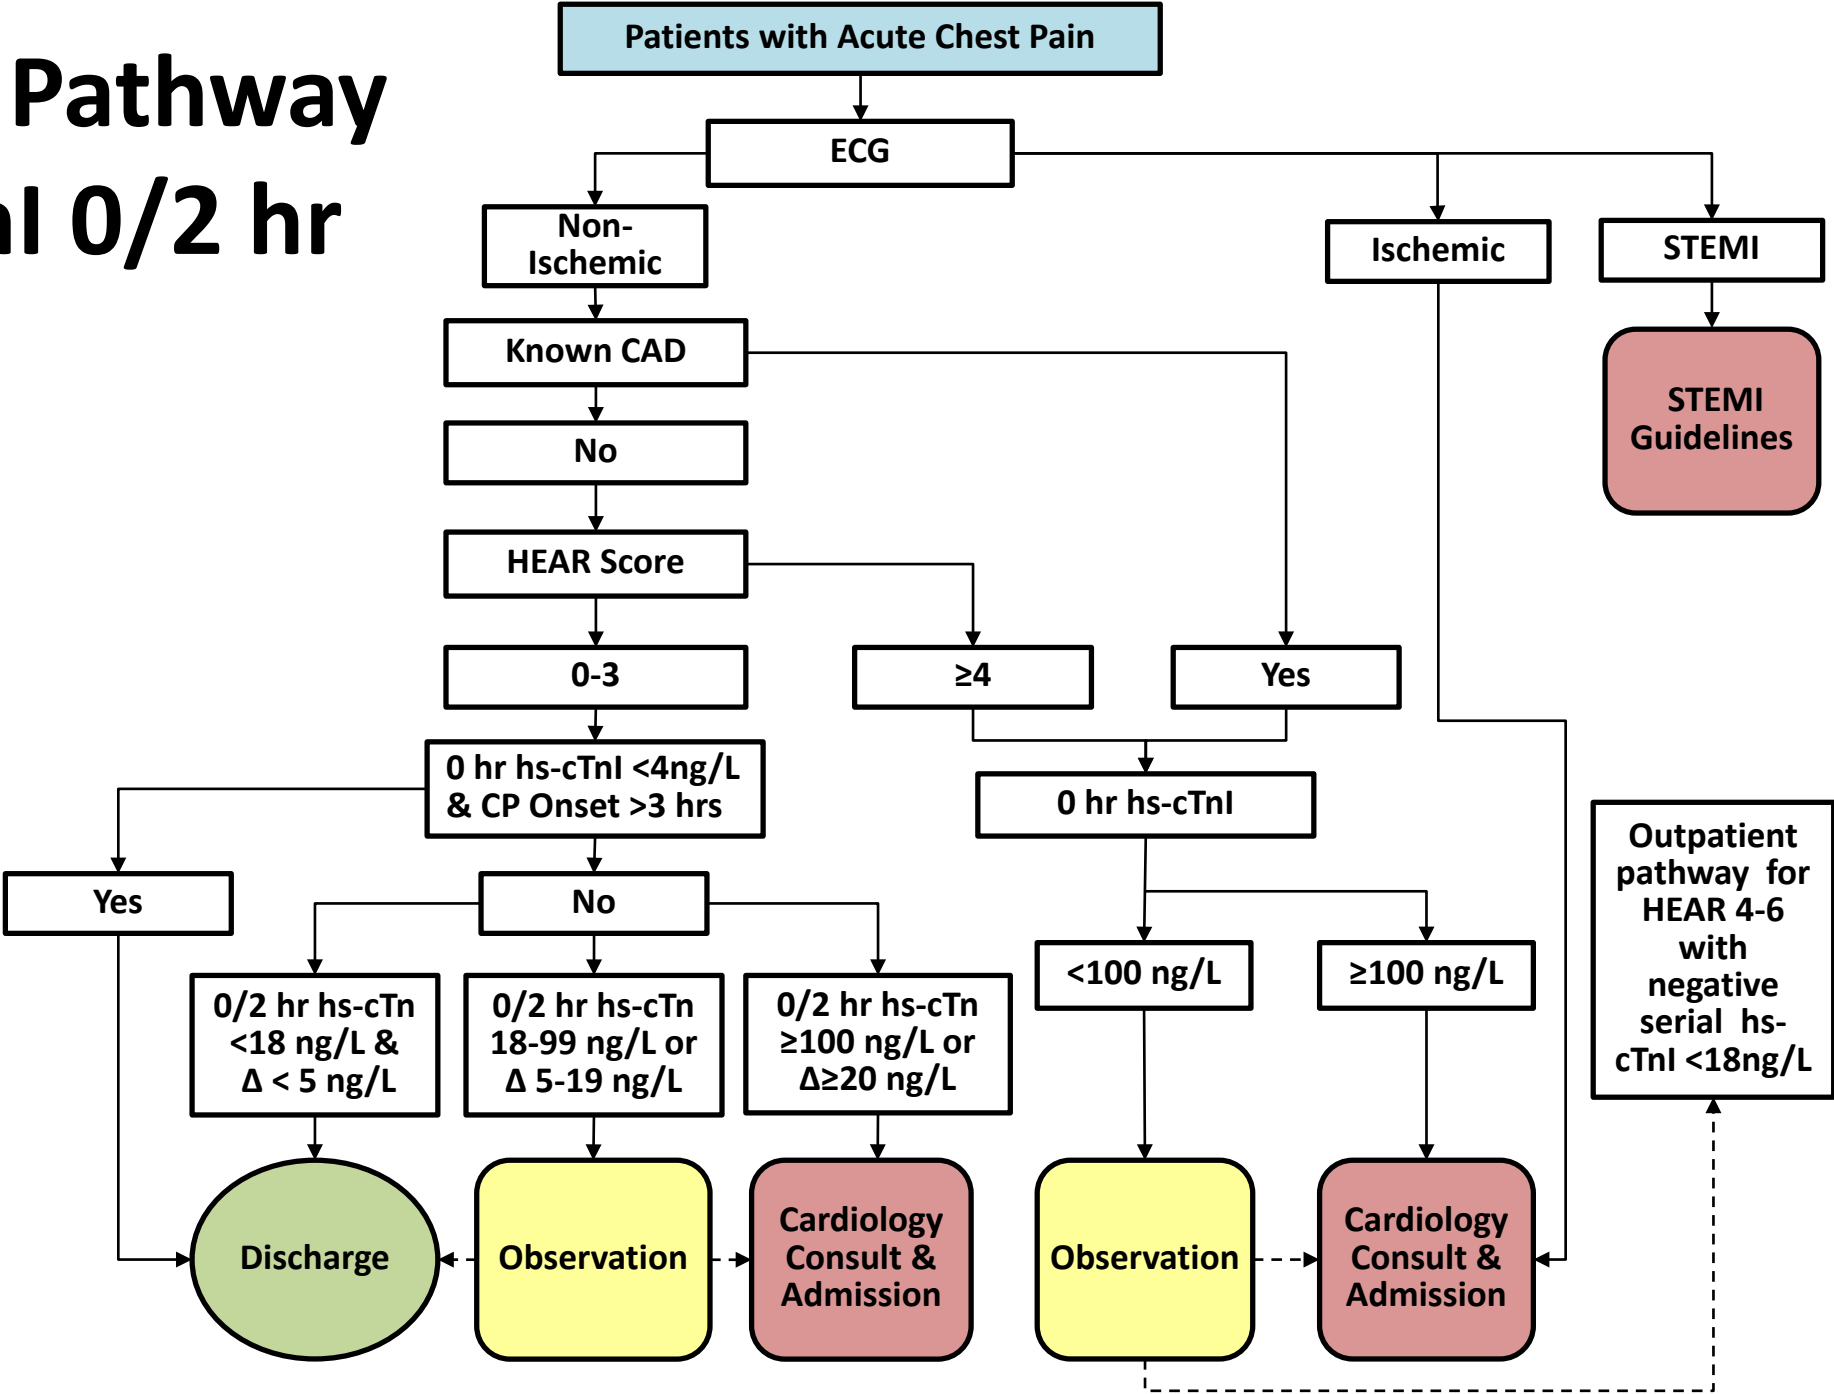 Pathway
0/2 hr
Patients with Acute Chest Pain
ECG
Non-
Ischemic
Ischemic
STEMI
Known CAD
STEMI
Guidelines
No
HEAR Score
0-3
≥4
Yes
0 hr hs-cTnI <4ng/L
& CP Onset >3 hrs
0 hr hs-cTnI
Outpatient
pathway for
HEAR 4-6
with
negative
serial hs-
cTnI <18ng/L
Yes
No
<100 ng/L
≥100 ng/L
0/2 hr hs-cTn
<18 ng/L &
Δ < 5 ng/L
0/2 hr hs-cTn
18-99 ng/L or
Δ 5-19 ng/L
0/2 hr hs-cTn
≥100 ng/L or
Δ≥20 ng/L
Discharge
Observation
Cardiology
Consult &
Admission
Observation
Cardiology
Consult &
Admission